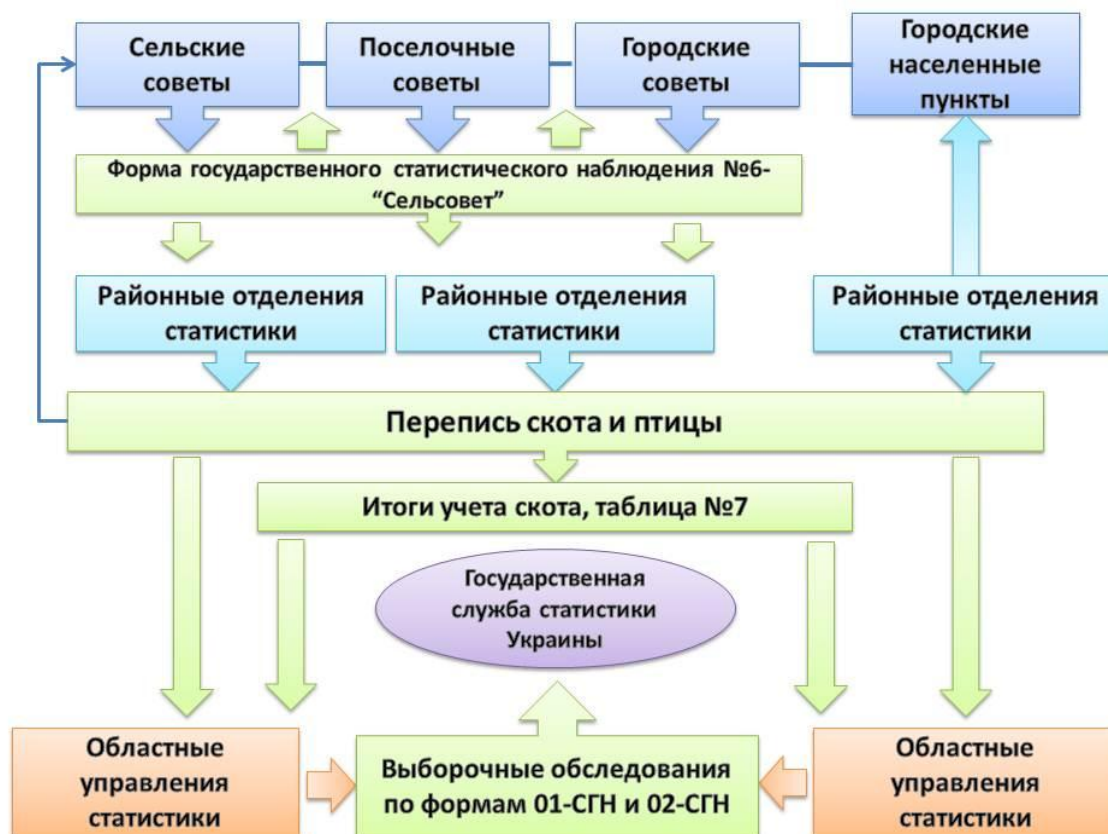 Сельские
советы
Поселочные
советы
Городские
советы
Городские
населенные
пункты
Форма государственного статистического наблюдения №6-
“Сельсовет”
Районные отделения
статистики
Районные отделения
статистики
Районные отделения
статистики
Перепись скота и птицы
Итоги учета скота, таблица №7
Государственная
служба статистики
Украины
Областные
управления
статистики
Выборочные обследования
по формам 01-СГН и 02-СГН
Областные
управления
статистики